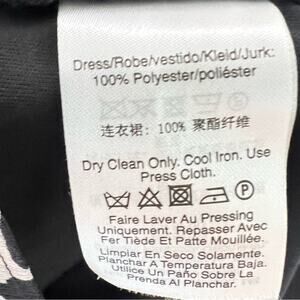 Dress/Robe/vestido/Kleid/Jurk:
100% Polyester/poliéster
连衣裙: 100% 聚酯纤维
Dry Clean Only. Cool Iron. Use
Press Cloth.
P
Faire Laver Au Pressing
Uniquement. Repasser Avec
Fer Tiède Et Patte Mouillée.
Limpiar En Seco Solamente.
Planchar A Temperatura Baja.
Utilice Un Paño Sobre La
Prenda Al Planchar.